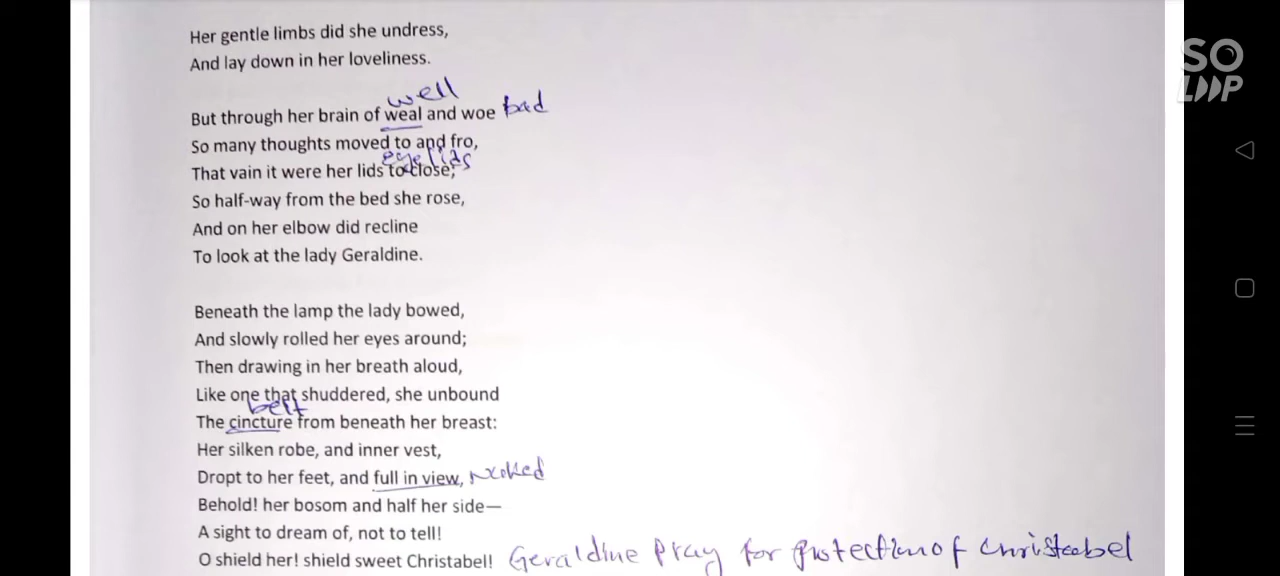 Her gentle limbs did she undress,
And lay down in her loveliness.
well
But through her brain of weal and woe bad
So many thoughts moved to and fro,
eye lids
That vain it were her lids to close;
So half-way from the bed she rose,
And on her elbow did recline
To look at the lady Geraldine.
Beneath the lamp the lady bowed,
And slowly rolled her eyes around;
Then drawing in her breath aloud,
Like one that shuddered, she unbound
belt
The cincture from beneath her breast:
Her silken robe, and inner vest,
Dropt to her feet, and full in view, Naked
Behold! her bosom and half her side—
A sight to dream of, not to tell!
O shield her! shield sweet Christabel! Geraldine Pray for protection of Christabel
SO
LOOP